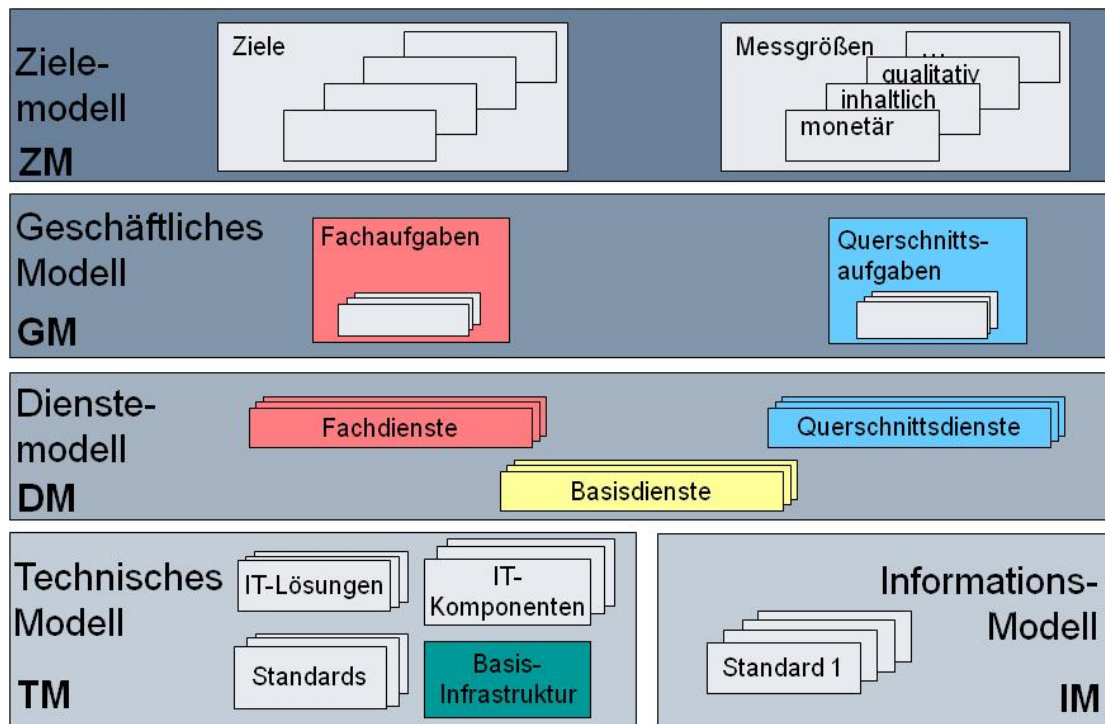 Ziele-
modell
ZM
Ziele
Messgrößen
...
qualitativ
inhaltlich
monetär
Geschäftliches
Modell
GM
Fachaufgaben
Querschnitts-
aufgaben
Dienste-
modell
DM
Fachdienste
Querschnittsdienste
Basisdienste
Technisches
Modell
TM
IT-Lösungen
IT-
Komponenten
Standards
Basis-
Infrastruktur
Informations-
Modell
IM
Standard 1